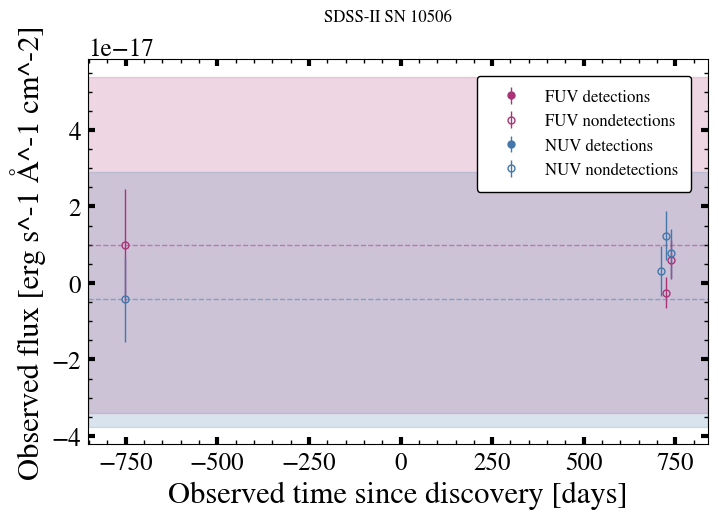 SDSS-II SN 10506
1e−17
Observed flux [erg s^-1 Å^-1 cm^-2]
4
2
0
−2
−4
FUV detections
FUV nondetections
NUV detections
NUV nondetections
−750 −500 −250 0 250 500 750
Observed time since discovery [days]